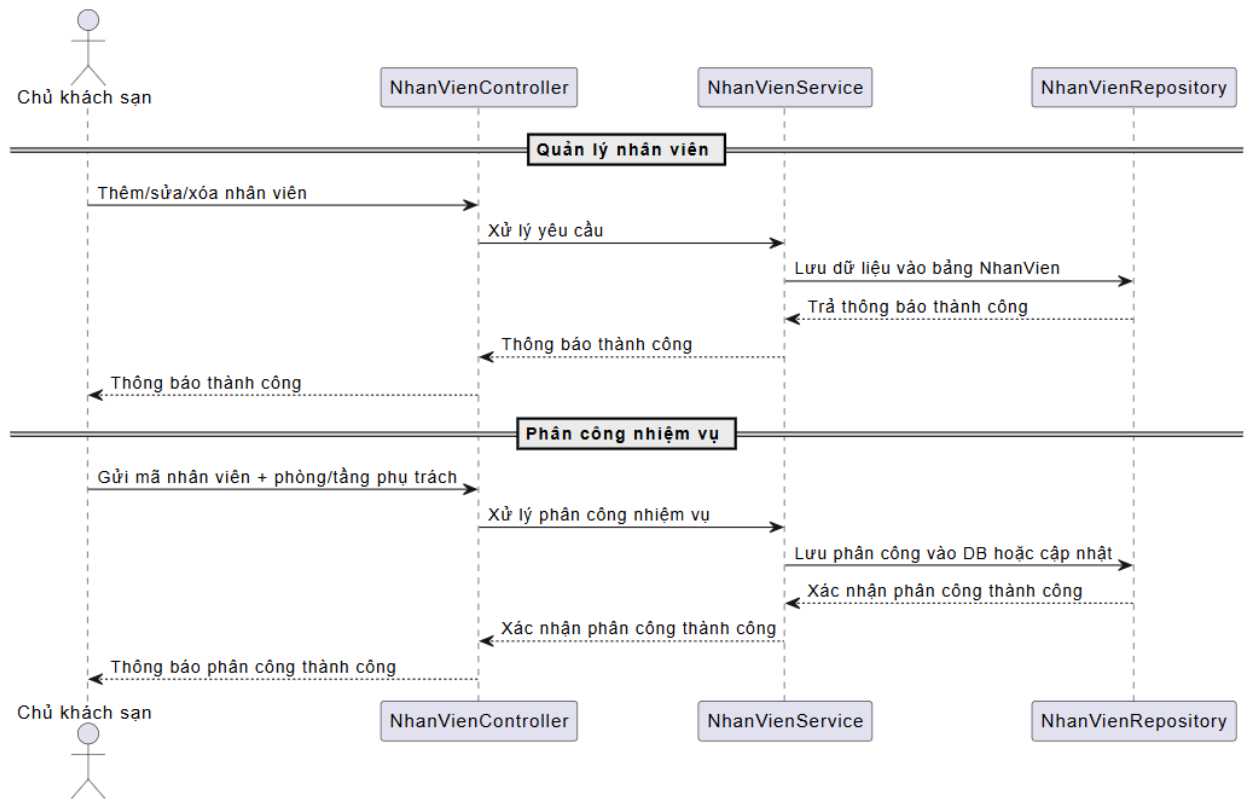 Chủ khách sạn
NhanVienController
NhanVienService
NhanVienRepository
Quản lý nhân viên
Thêm/sửa/xóa nhân viên
Xử lý yêu cầu
Lưu dữ liệu vào bảng NhanVien
Trả thông báo thành công
Thông báo thành công
Thông báo thành công
Phân công nhiệm vụ
Gửi mã nhân viên + phòng/tầng phụ trách
Xử lý phân công nhiệm vụ
Lưu phân công vào DB hoặc cập nhật
Xác nhận phân công thành công
Xác nhận phân công thành công
Thông báo phân công thành công
Chủ khách sạn
NhanVienController
NhanVienService
NhanVienRepository